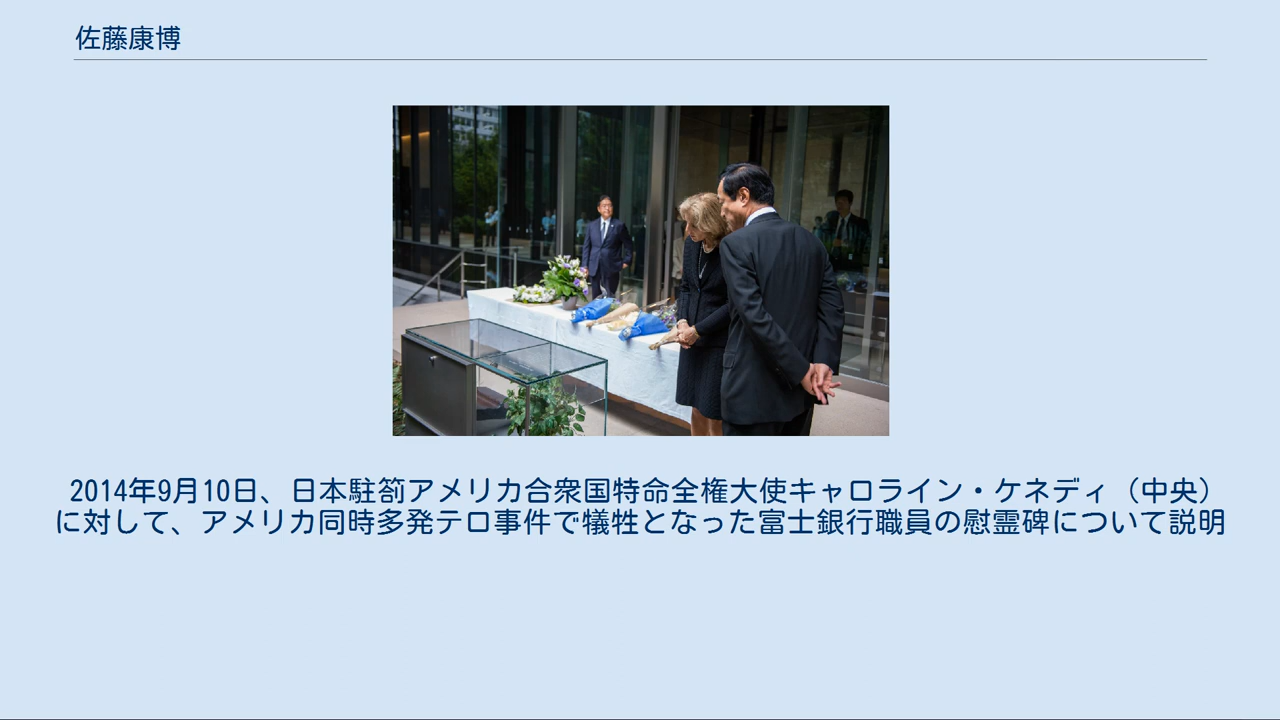 佐藤康博
2014年9月10日、日本駐箚アメリカ合衆国特命全権大使キャロライン・ケネディ（中央）
に対して、アメリカ同時多発テロ事件で犠牲となった富士銀行職員の慰霊碑について説明